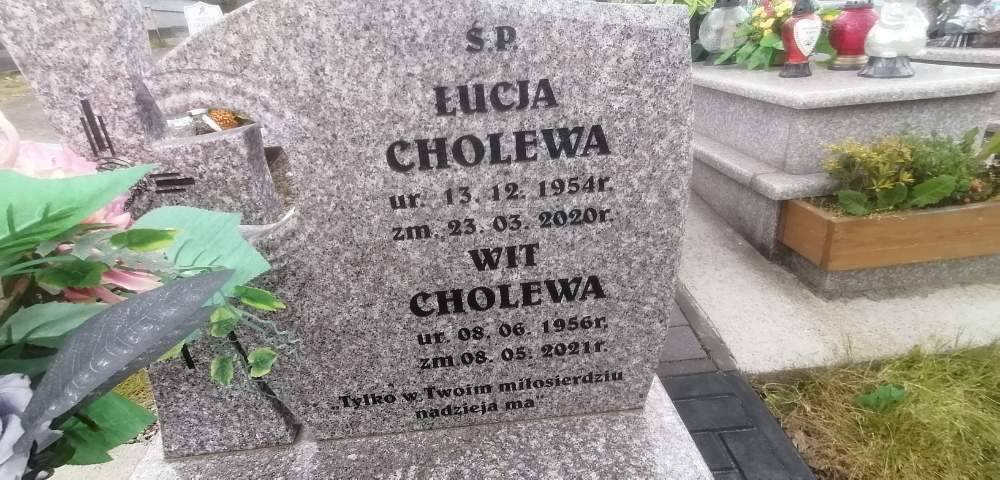 Ś.P.
ŁUCJA
CHOLEWA
ur. 13. 12. 1954r.
zm. 23. 03. 2020r.
WIT
CHOLEWA
ur. 08. 06. 1956r.
zm.08. 05. 2021r.
„Tylko w Twoim miłosierdziu
nadzieja ma"